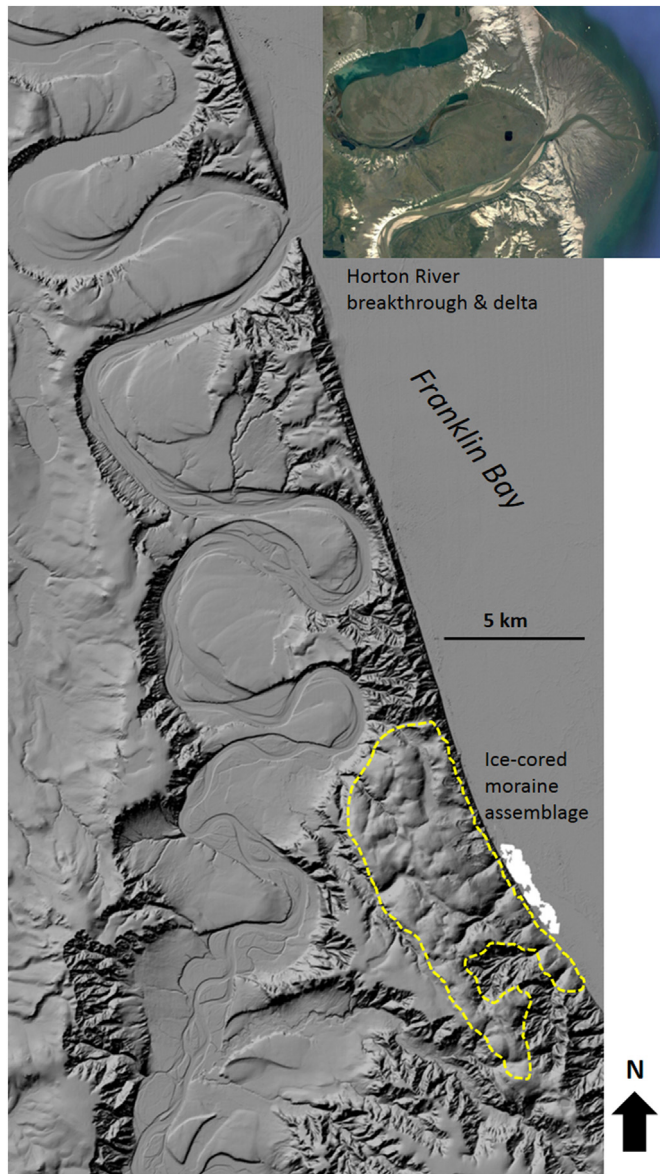 Horton River
breakthrough & delta
Franklin Bay
5 km
Ice-cored
moraine
assemblage
N